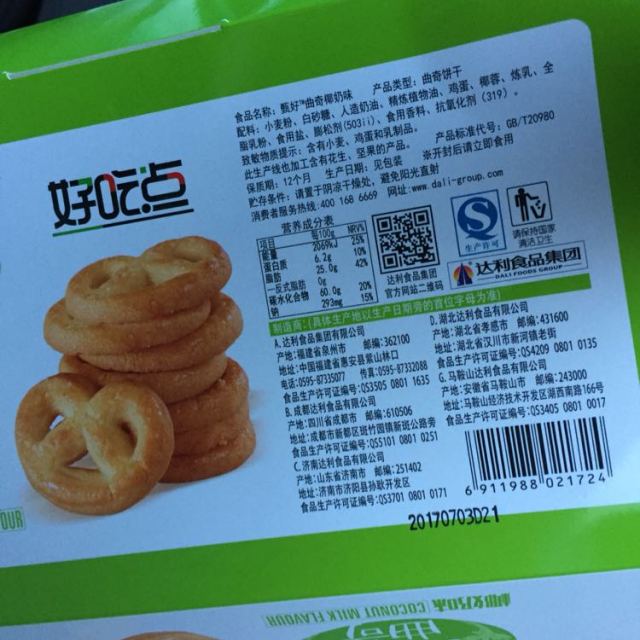 好吃点
食品名称: 甄好™曲奇椰奶味 产品类型: 曲奇饼干
配料: 小麦粉、白砂糖、人造奶油、精炼植物油、鸡蛋、椰蓉、炼乳、全
脂乳粉、食用盐、膨松剂(503ii)、食用香料、抗氧化剂(319)。
致敏物质提示: 含有小麦、鸡蛋和乳制品。
此生产线也加工含有花生、坚果的产品。 产品标准代号: GB/T20980
保质期: 12个月 生产日期: 见包装 ※开封后请立即食用
贮存条件: 请置于阴凉干燥处, 避免阳光直射
消费者服务热线: 400 168 6669 网址: www.dali-group.com
营养成分表
项目 每100g NRV%
能量 2069kJ 25%
蛋白质 6.2g 10%
脂肪 25.0g 42%
—反式脂肪 0g
碳水化合物 60.0g 20%
钠 293mg 15%
达利食品集团
官方网站二维码
生产许可
请保持国家
清洁卫生
达利食品集团
DALI FOODS GROUP
制造商: (具体生产地以生产日期旁的首位字母为准)
A. 达利食品集团有限公司
产地: 福建省泉州市 邮编: 362100
地址: 中国福建省惠安县紫山林口
电话: 0595-8735077 传真: 0595-87332088
食品生产许可证编号: QS3505 0801 1635
B. 成都达利食品有限公司
产地: 四川省成都市 邮编: 610506
地址: 成都市新都区斑竹园镇新斑公路旁
食品生产许可证编号: QS5101 0801 0251
C. 济南达利食品有限公司
产地: 山东省济南市 邮编: 251402
地址: 济南市济阳县孙耿开发区
食品生产许可证编号: QS3701 0801 0171
D. 湖北达利食品有限公司
产地: 湖北省孝感市 邮编: 431600
地址: 湖北省汉川市新河镇老街
食品生产许可证编号: QS4209 0801 0135
G. 马鞍山达利食品有限公司
产地: 安徽省马鞍山市 邮编: 243000
地址: 马鞍山经济技术开发区湖西南路166号
食品生产许可证编号: QS3405 0801 0017
6 911988 021724
20170703D21
OUR
椰奶味 COCONUT MILK FLAVOUR
曲奇